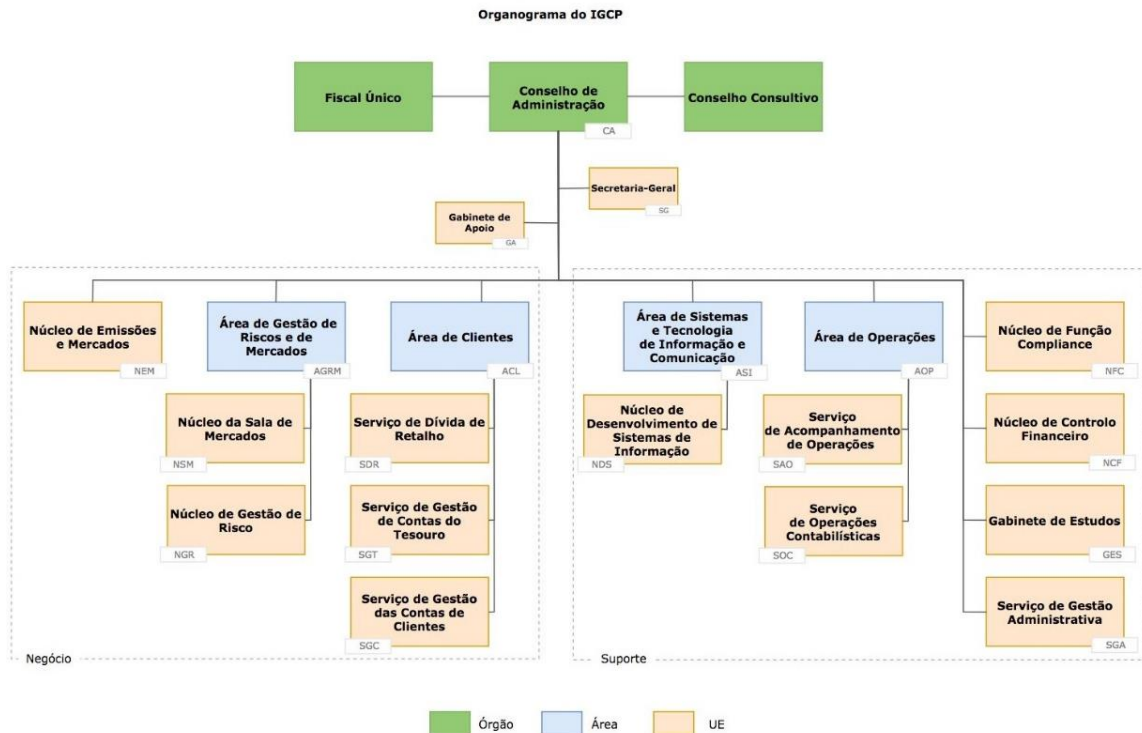 Organograma do IGCP
Fiscal Único
Conselho de
Administração
CA
Conselho Consultivo
Secretaria-Geral
SG
Gabinete de
Apoio
GA
Núcleo de Emissões
e Mercados
NEM
Área de Gestão de
Riscos e de
Mercados
AGRM
Área de Clientes
ACL
Área de Sistemas
e Tecnologia
de Informação e
Comunicação
ASI
Área de Operações
AOP
Núcleo de Função
Compliance
NFC
Núcleo da Sala de
Mercados
NSM
Serviço de Dívida de
Retalho
SDR
Núcleo de
Desenvolvimento de
Sistemas de
Informação
NDS
Serviço
de Acompanhamento
de Operações
SAO
Núcleo de Controlo
Financeiro
NCF
Núcleo de Gestão de
Risco
NGR
Serviço de Gestão
de Contas do
Tesouro
SGT
Serviço
de Operações
Contabilísticas
SOC
Gabinete de Estudos
GES
Serviço de Gestão
das Contas de
Clientes
SGC
Serviço de Gestão
Administrativa
SGA
Negócio
Suporte
Órgão
Área
UE